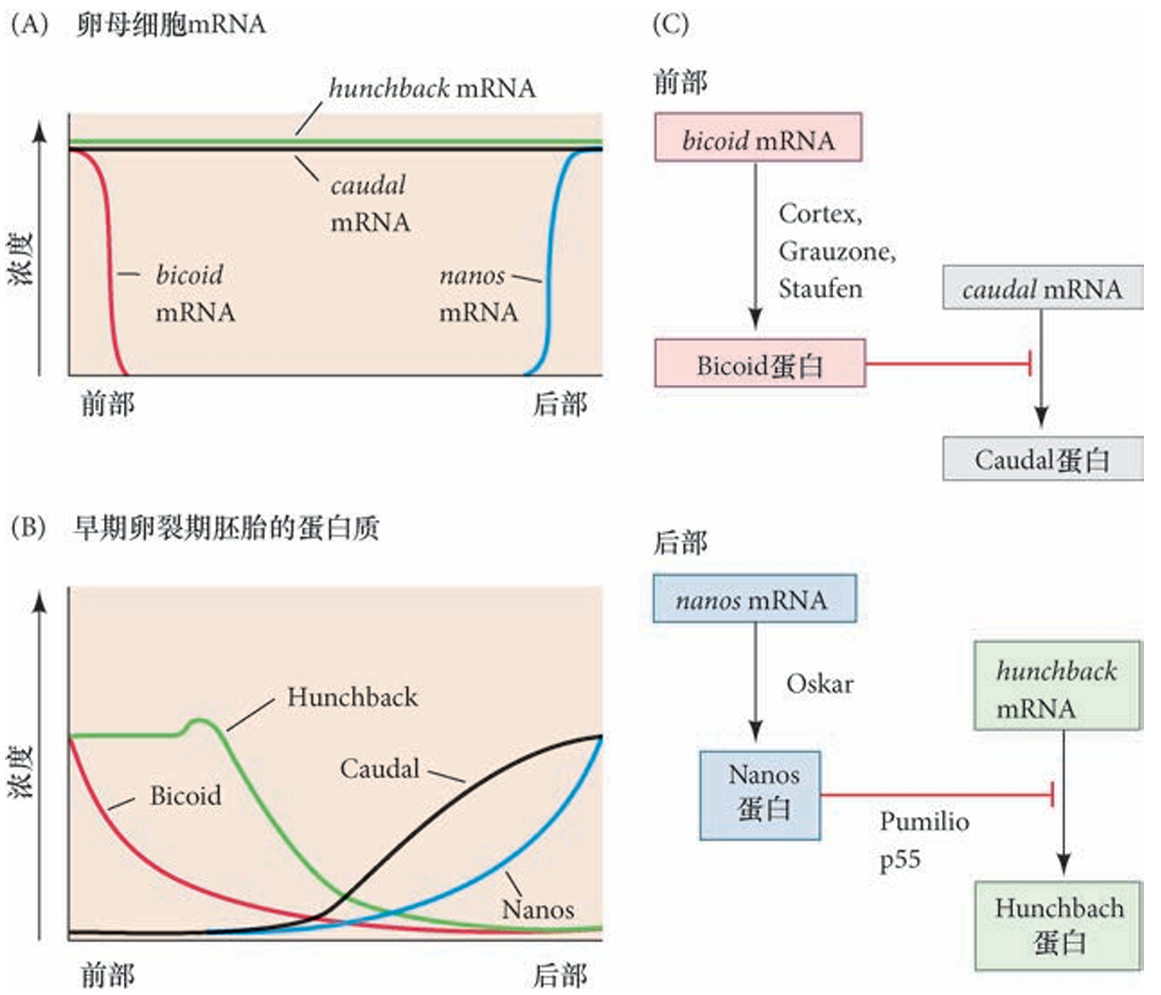 (A) 卵母细胞mRNA
hunchback mRNA
caudal
mRNA
bicoid
mRNA
nanos
mRNA
浓度
前部
后部
(B) 早期卵裂期胚胎的蛋白质
Hunchback
Caudal
Bicoid
Nanos
浓度
前部
后部
(C)
前部
bicoid mRNA
Cortex,
Grauzone,
Staufen
caudal mRNA
Bicoid蛋白
Caudal蛋白
后部
nanos mRNA
Oskar
hunchback
mRNA
Nanos
蛋白
Pumilio
p55
Hunchbach
蛋白